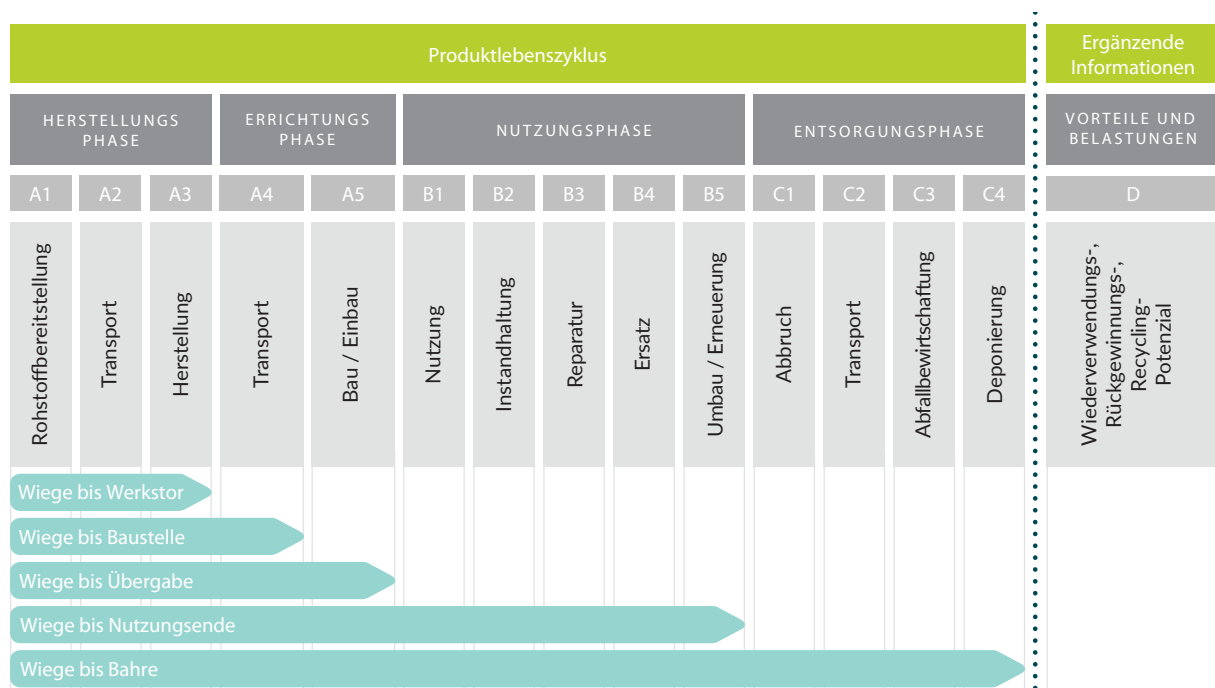 Produktlebenszyklus
Ergänzende
Informationen
HERSTELLUNGS
PHASE
ERRICHTUNGS
PHASE
NUTZUNGSPHASE
ENTSORGUNGSPHASE
VORTEILE UND
BELASTUNGEN
A1
A2
A3
A4
A5
B1
B2
B3
B4
B5
C1
C2
C3
C4
D
Rohstoffbereitstellung
Transport
Herstellung
Transport
Bau / Einbau
Nutzung
Instandhaltung
Reparatur
Ersatz
Umbau / Erneuerung
Abbruch
Transport
Abfallbewirtschaftung
Deponierung
Wiederverwendungs-,
Rückgewinnungs-,
Recycling-
Potenzial
Wiege bis Werkstor
Wiege bis Baustelle
Wiege bis Übergabe
Wiege bis Nutzungsende
Wiege bis Bahre